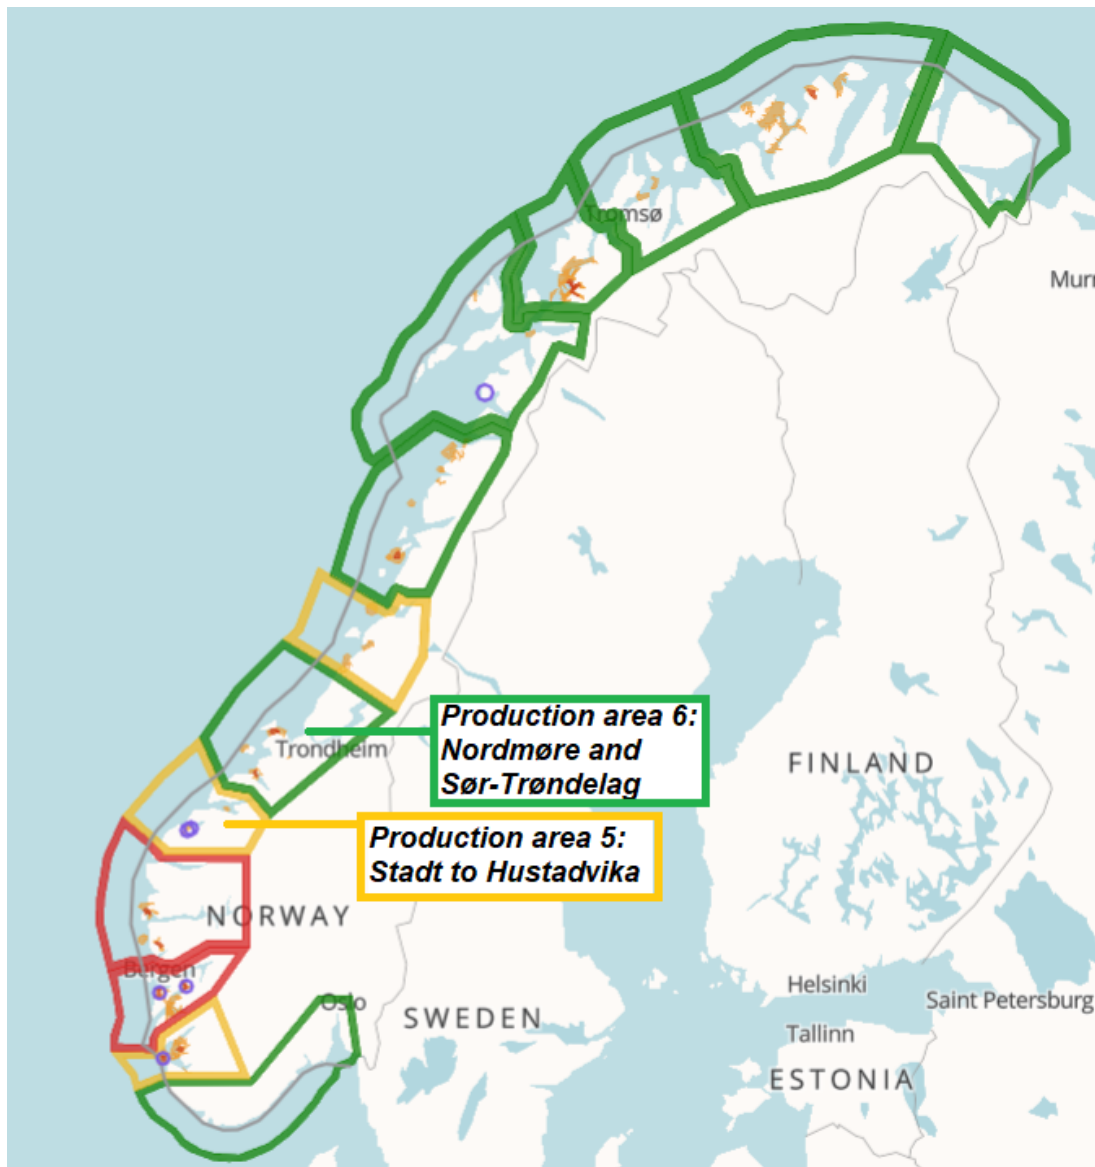 Tromsø
Murr
Production area 6:
Nordmøre and
Sør-Trøndelag
Trondheim
FINLAND
Production area 5:
Stadt to Hustadvika
NORWAY
Bergen
Helsinki
Oslo
Saint Petersburg
SWEDEN
Tallinn
ESTONIA